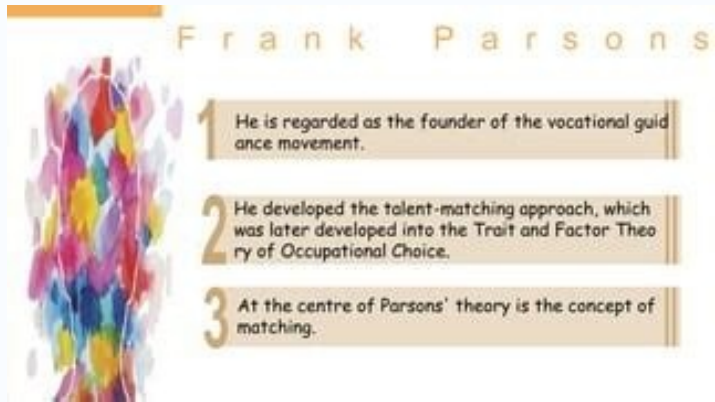 Frank Parsons
1
He is regarded as the founder of the vocational guid
ance movement.
2
He developed the talent-matching approach, which
was later developed into the Trait and Factor Theo
ry of Occupational Choice.
3
At the centre of Parsons' theory is the concept of
matching.